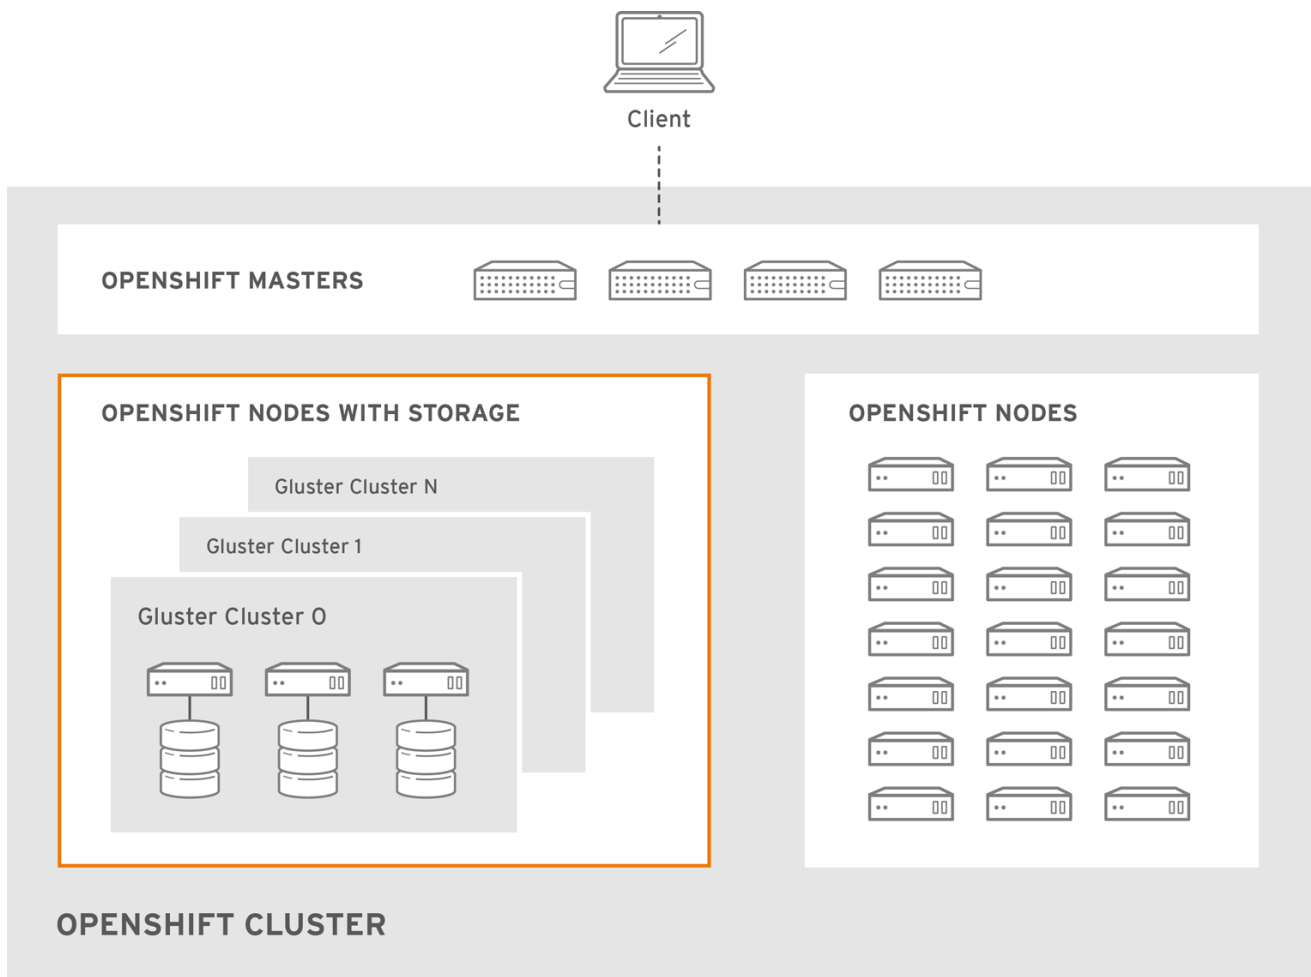 Client
OPENSHIFT MASTERS
OPENSHIFT NODES WITH STORAGE
Gluster Cluster N
Gluster Cluster 1
Gluster Cluster 0
OPENSHIFT NODES
OPENSHIFT CLUSTER